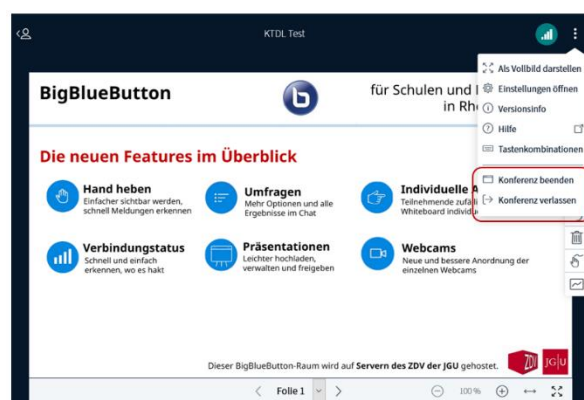 KTDL Test
Als Vollbild darstellen
Einstellungen öffnen
Versionsinfo
Hilfe
Tastenkombinationen
Konferenz beenden
Konferenz verlassen
BigBlueButton
b
für Schulen und
in
Die neuen Features im Überblick
Hand heben
Einfacher sichtbar werden,
schnell Meldungen erkennen
Umfragen
Mehr Optionen und alle
Ergebnisse im Chat
Individuelle
Teilnehmende
Whiteboard
Verbindungstatus
Schnell und einfach
erkennen, wo es hakt
Präsentationen
Leichter hochladen,
verwalten und freigeben
Webcams
Neue und bessere Anordnung der
einzelnen Webcams
Dieser BigBlueButton-Raum wird auf Servern des ZDV der JGU gehostet.
ZDV
JG|U
Folie 1
100 %